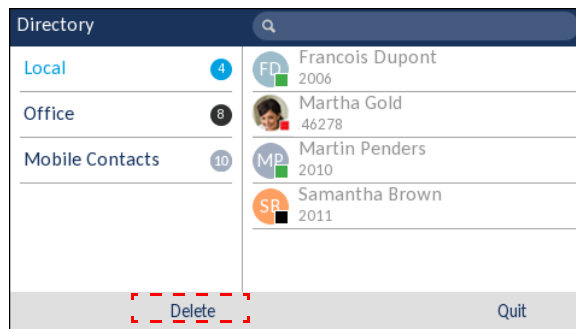 Directory
Local 4
Office 8
Mobile Contacts 10
FD Francois Dupont
2006
Martha Gold
46278
MP Martin Penders
2010
SB Samantha Brown
2011
Delete Quit